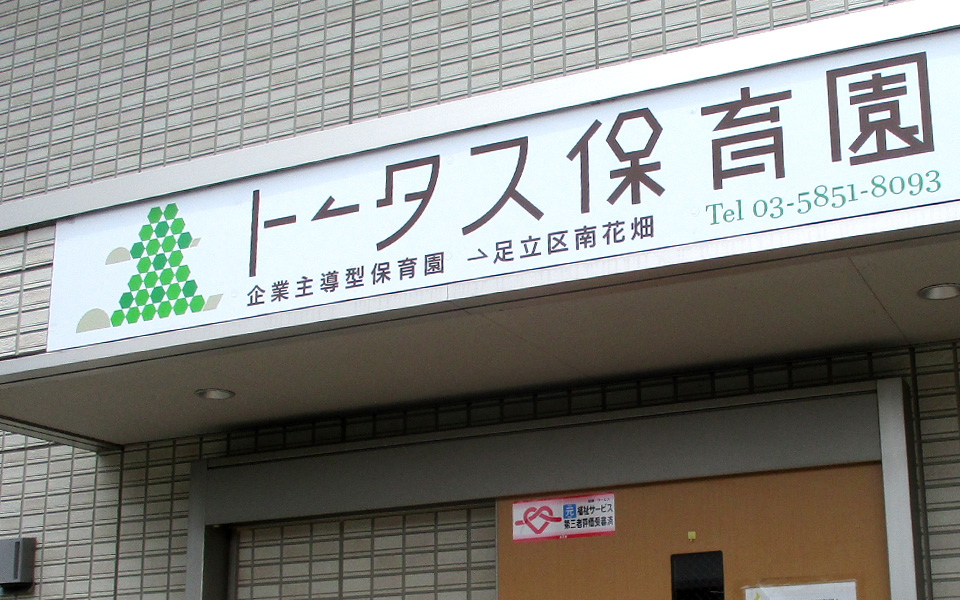 トータス保育園
企業主導型保育園 →足立区南花畑
Tel 03-5851-8093
元 福祉サービス
第三者評価受審済